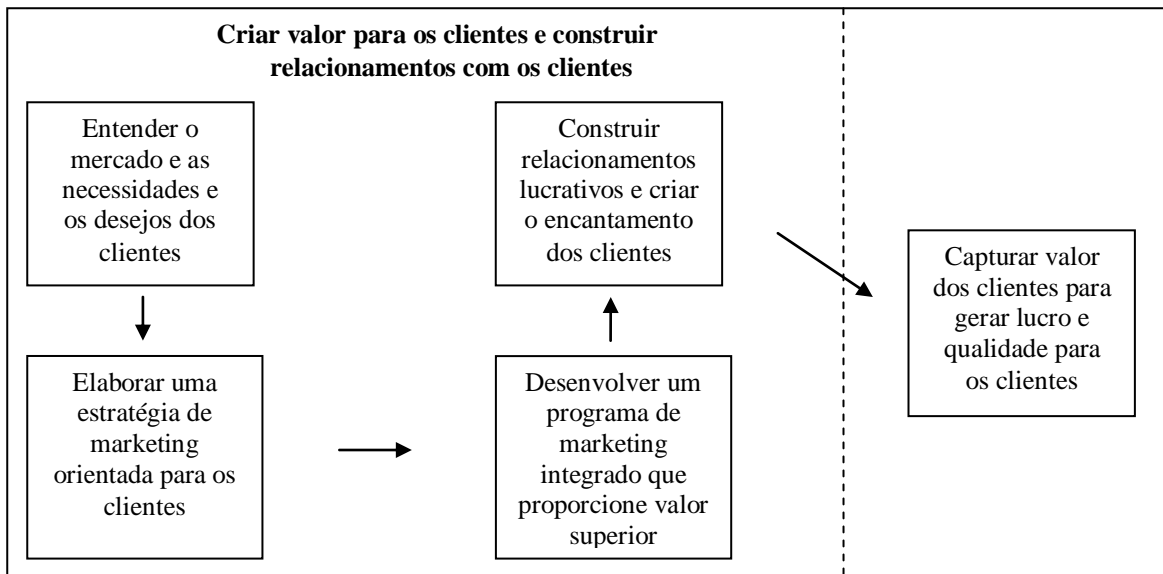 Criar valor para os clientes e construir
relacionamentos com os clientes
Entender o
mercado e as
necessidades e
os desejos dos
clientes
Elaborar uma
estratégia de
marketing
orientada para os
clientes
Desenvolver um
programa de
marketing
integrado que
proporcione valor
superior
Construir
relacionamentos
lucrativos e criar
o encantamento
dos clientes
Capturar valor
dos clientes para
gerar lucro e
qualidade para
os clientes